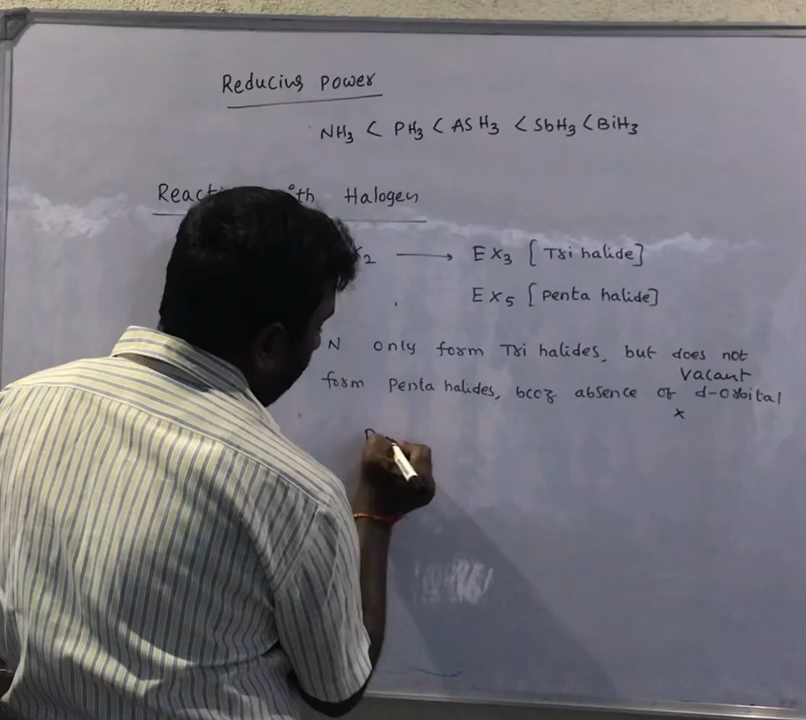 Reducing Power
NH₃ < PH₃ < ASH₃ < SbH₃ < BiH₃
with Halogen
X₂ ⟶ EX₃ [Tri halide]
EX₅ [Penta halide]
N only form Tri halides, but does not
vacant
form Penta halides, bcoz absence of d-orbital
x